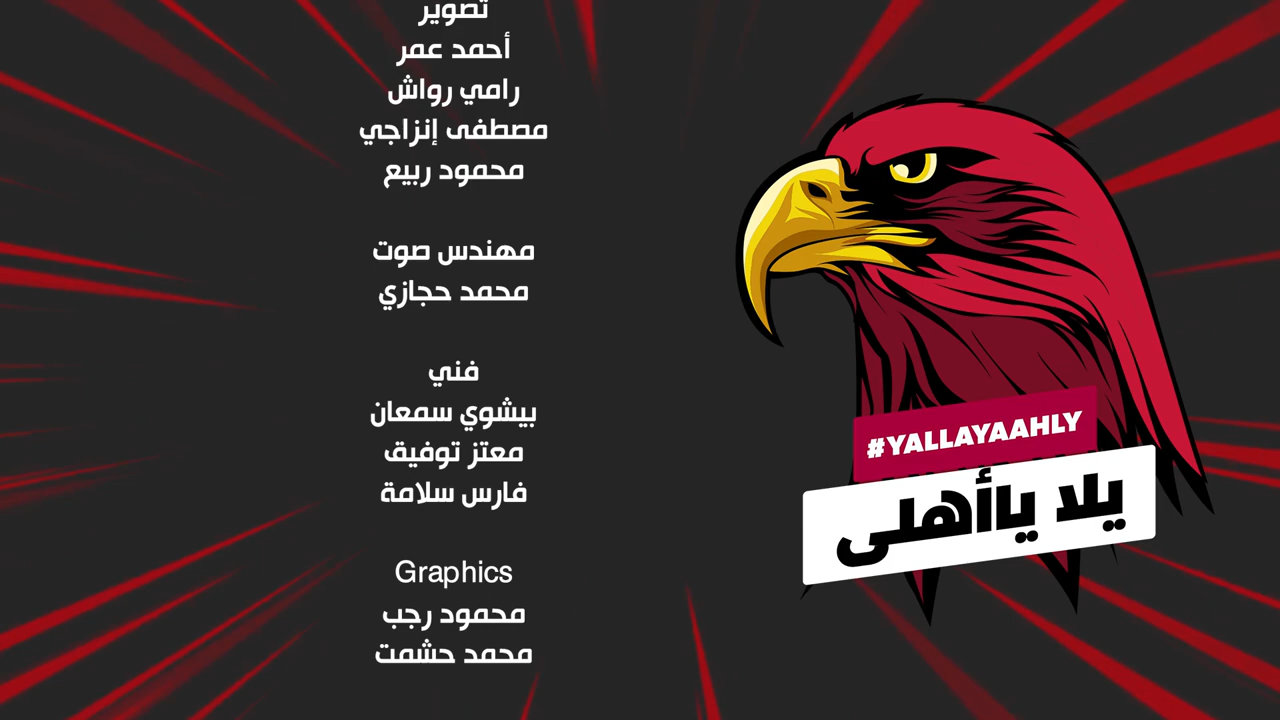 تصوير
أحمد عمر
رامي رواش
مصطفى إنزاجي
محمود ربيع
مهندس صوت
محمد حجازي
فني
بيشوي سمعان
معتز توفيق
فارس سلامة
Graphics
محمود رجب
محمد حشمت
#YALLAYAAHLY
يلا ياأهلى